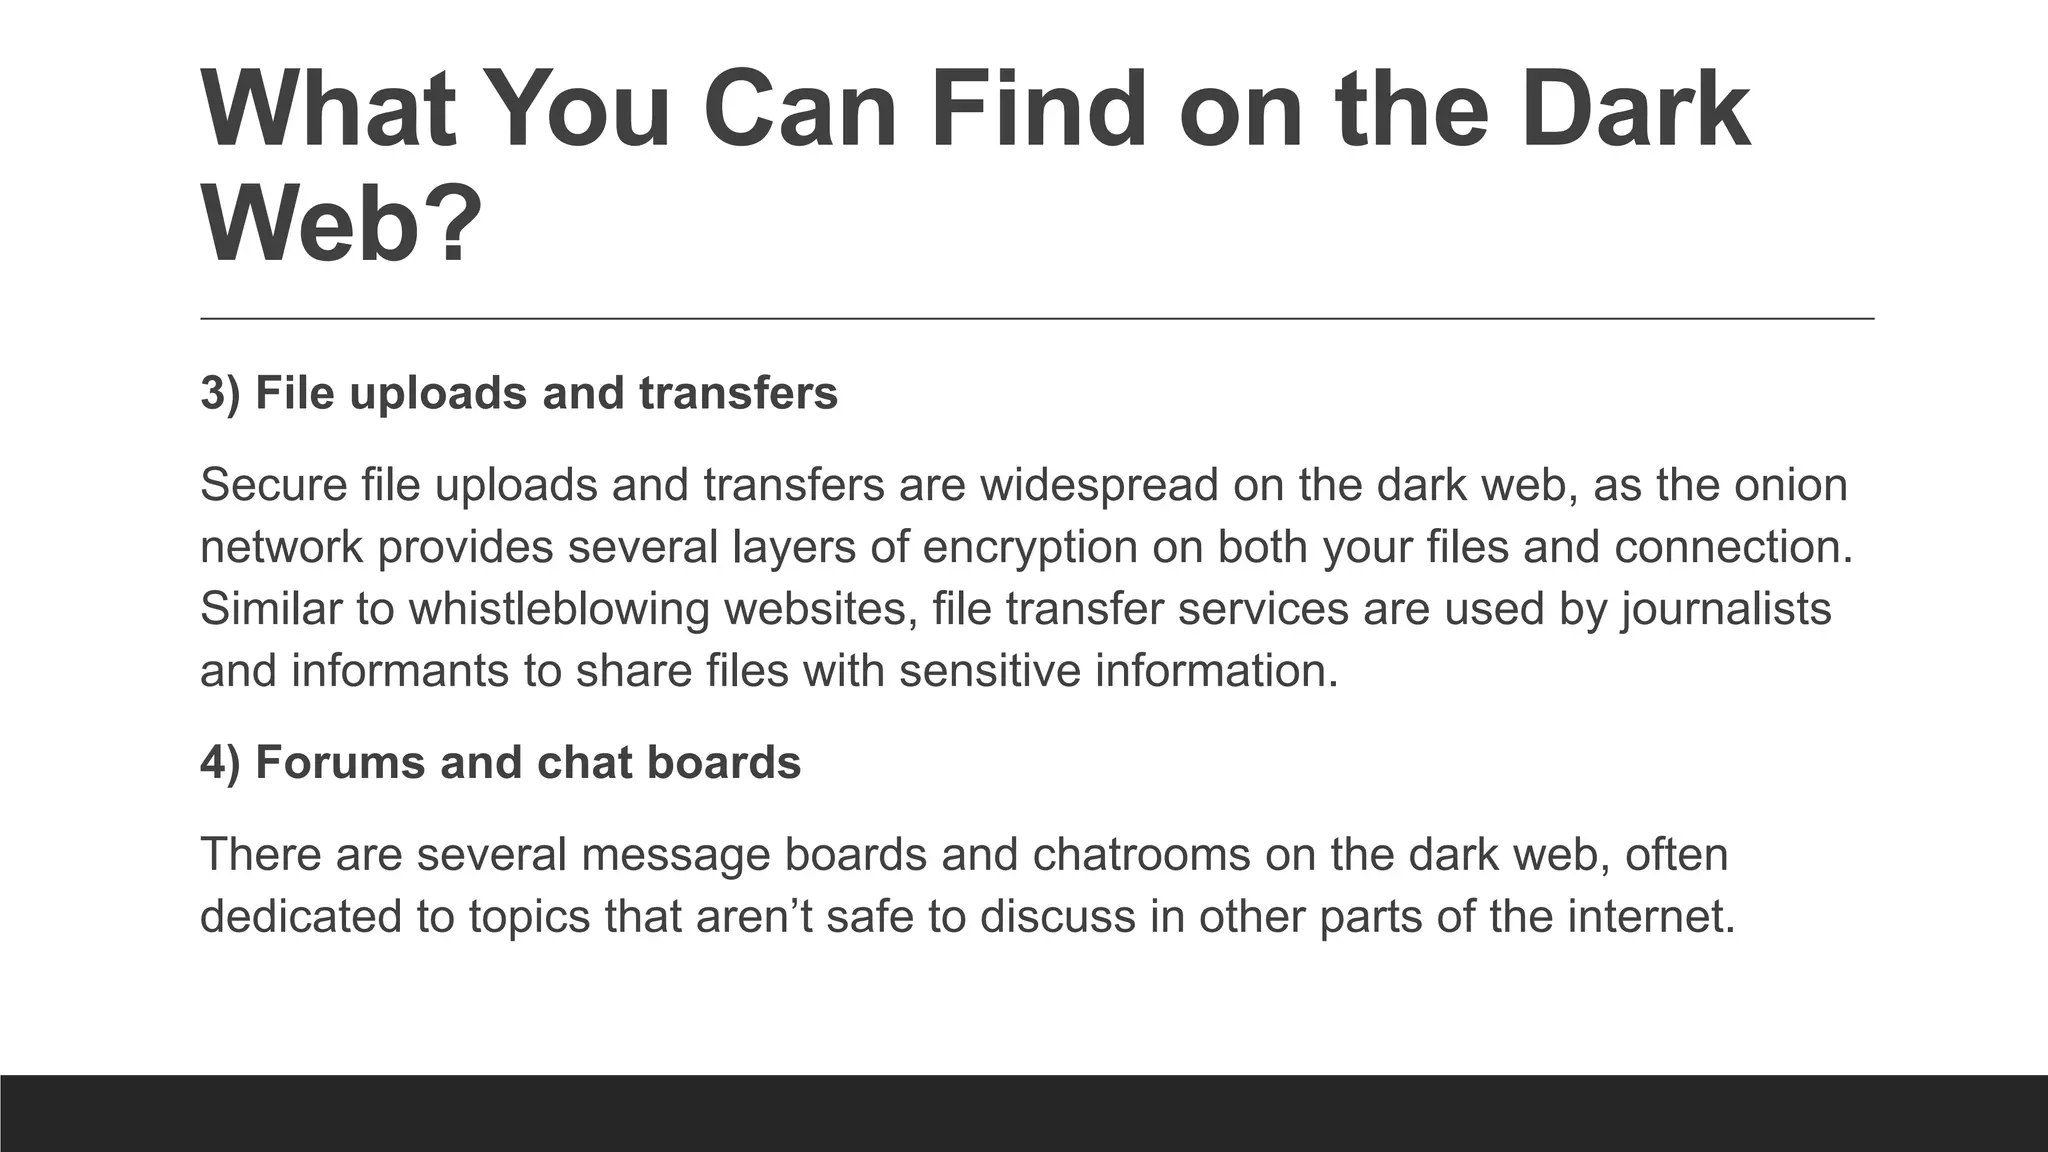 What You Can Find on the Dark
Web?
3) File uploads and transfers
Secure file uploads and transfers are widespread on the dark web, as the onion
network provides several layers of encryption on both your files and connection.
Similar to whistleblowing websites, file transfer services are used by journalists
and informants to share files with sensitive information.
4) Forums and chat boards
There are several message boards and chatrooms on the dark web, often
dedicated to topics that aren’t safe to discuss in other parts of the internet.